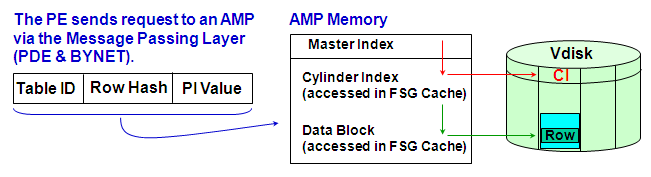 The PE sends request to an AMP
via the Message Passing Layer
(PDE & BYNET).
Table ID Row Hash PI Value
AMP Memory
Master Index
Cylinder Index
(accessed in FSG Cache)
Data Block
(accessed in FSG Cache)
Vdisk
CI
Row